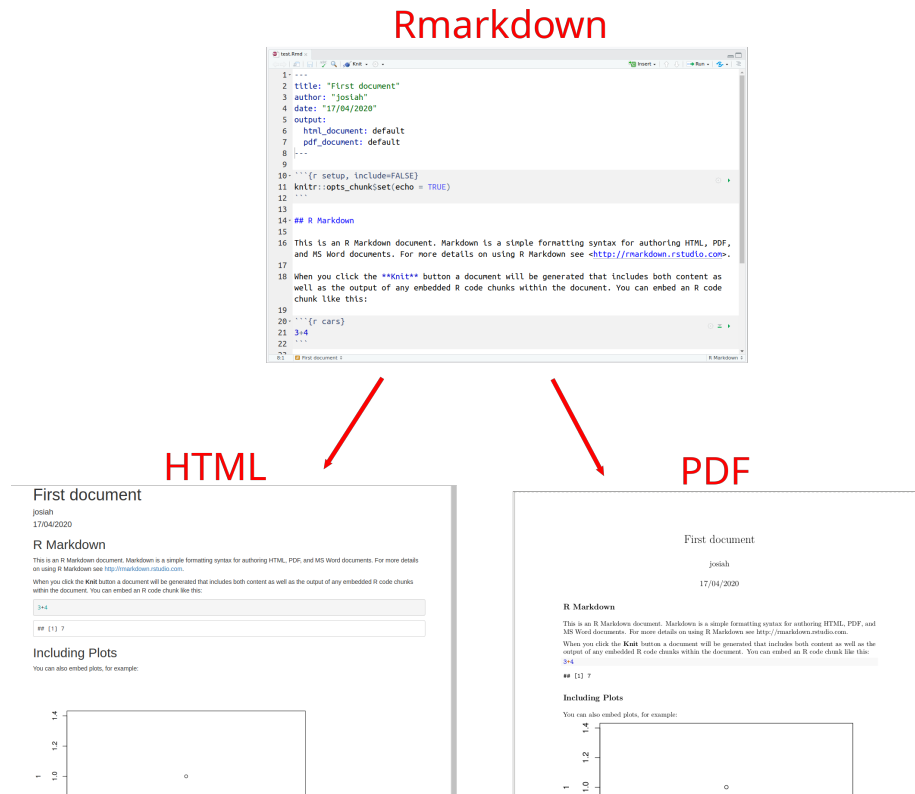 Rmarkdown
test.Rmd
Knit
Insert
Run
1 ---
2 title: "First document"
3 author: "josiah"
4 date: "17/04/2020"
5 output:
6   html_document: default
7   pdf_document: default
8 ---
9
10 ```{r setup, include=FALSE}
11 knitr::opts_chunk$set(echo = TRUE)
12 ```
13
14 ## R Markdown
15
16 This is an R Markdown document. Markdown is a simple formatting syntax for authoring HTML, PDF,
and MS Word documents. For more details on using R Markdown see <http://rmarkdown.rstudio.com>.
17
18 When you click the **Knit** button a document will be generated that includes both content as
well as the output of any embedded R code chunks within the document. You can embed an R code
chunk like this:
19
20 ```{r cars}
21 3+4
22 ```
8:1 First document R Markdown
HTML
First document
josiah
17/04/2020
R Markdown
This is an R Markdown document. Markdown is a simple formatting syntax for authoring HTML, PDF, and MS Word documents. For more details
on using R Markdown see http://rmarkdown.rstudio.com.
When you click the Knit button a document will be generated that includes both content as well as the output of any embedded R code chunks
within the document. You can embed an R code chunk like this:
3+4
## [1] 7
Including Plots
You can also embed plots, for example:
1.4
1.2
1.0
1
PDF
First document
josiah
17/04/2020
R Markdown
This is an R Markdown document. Markdown is a simple formatting syntax for authoring HTML, PDF, and
MS Word documents. For more details on using R Markdown see http://rmarkdown.rstudio.com.
When you click the Knit button a document will be generated that includes both content as well as the
output of any embedded R code chunks within the document. You can embed an R code chunk like this:
3+4
## [1] 7
Including Plots
You can also embed plots, for example:
1.4
1.2
1.0
1